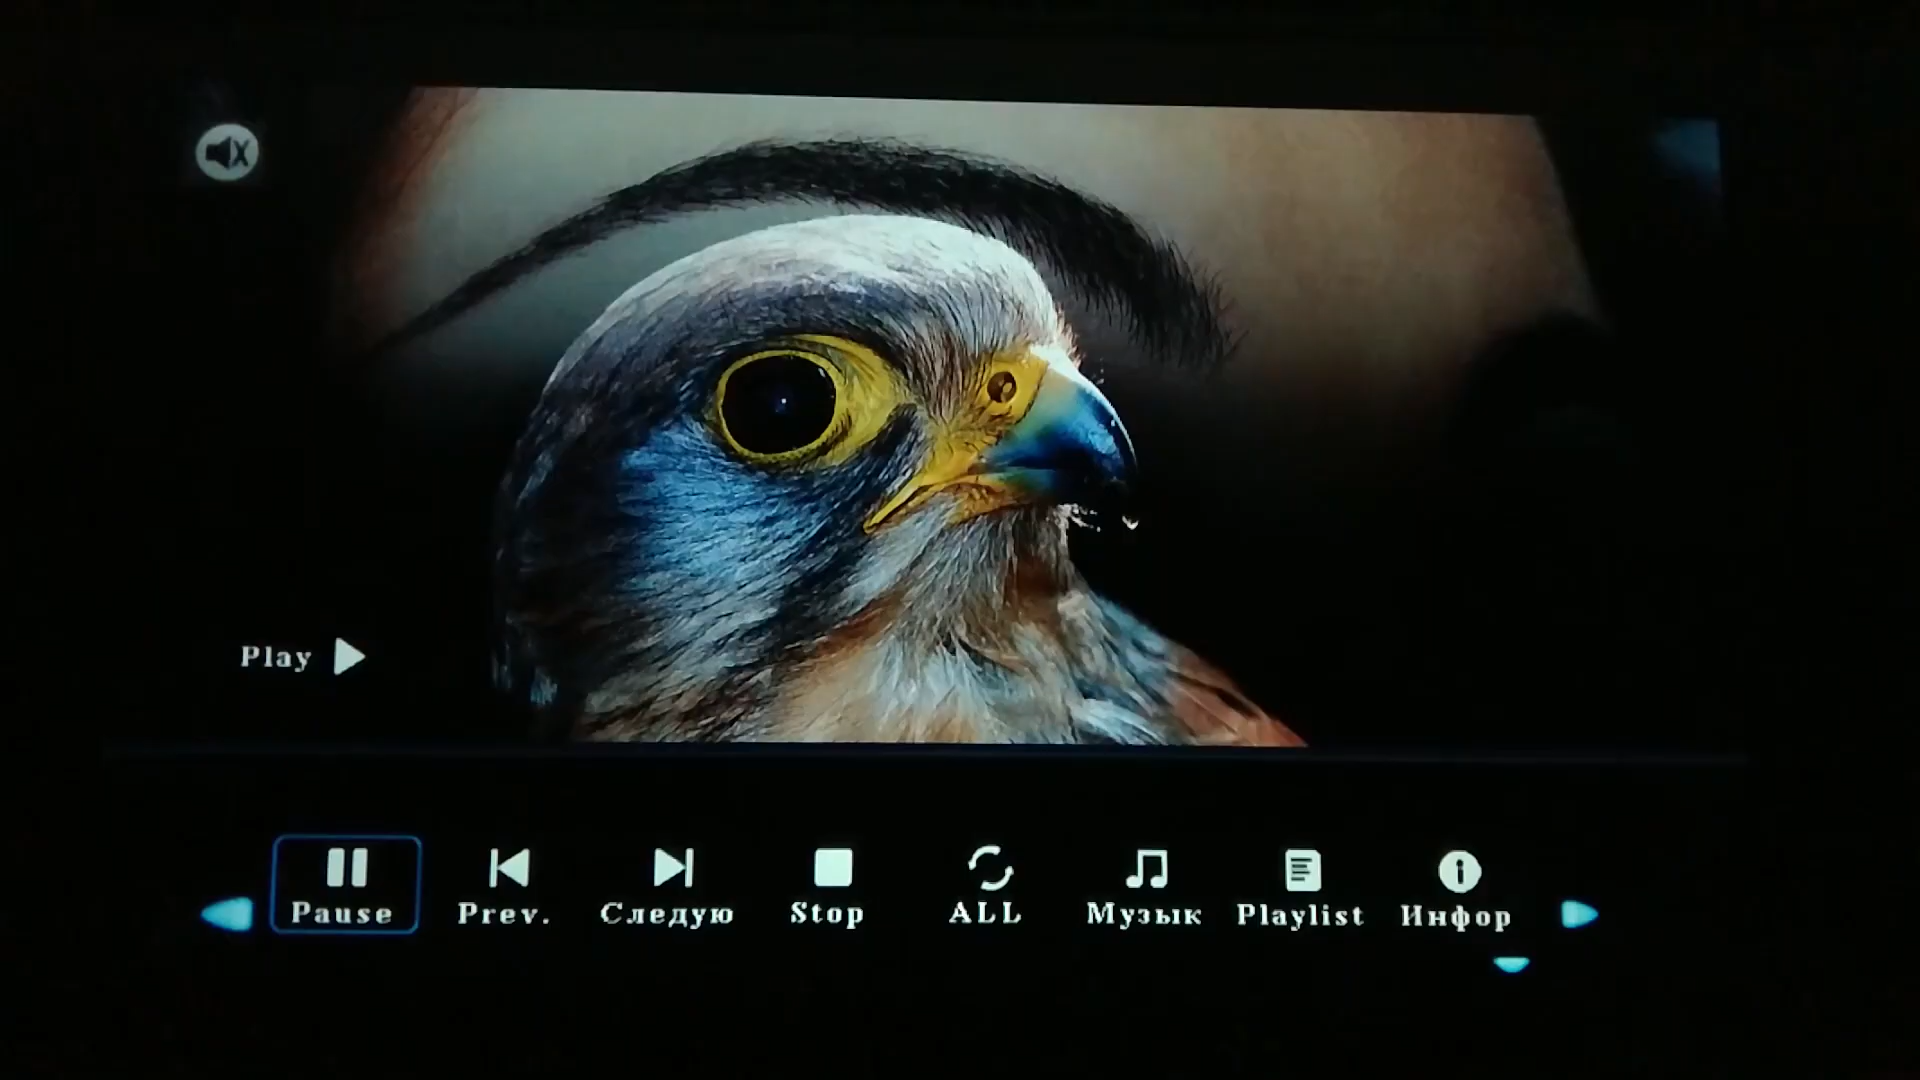 Play
Pause
Prev.
Следую
Stop
ALL
Музык
Playlist
Инфор